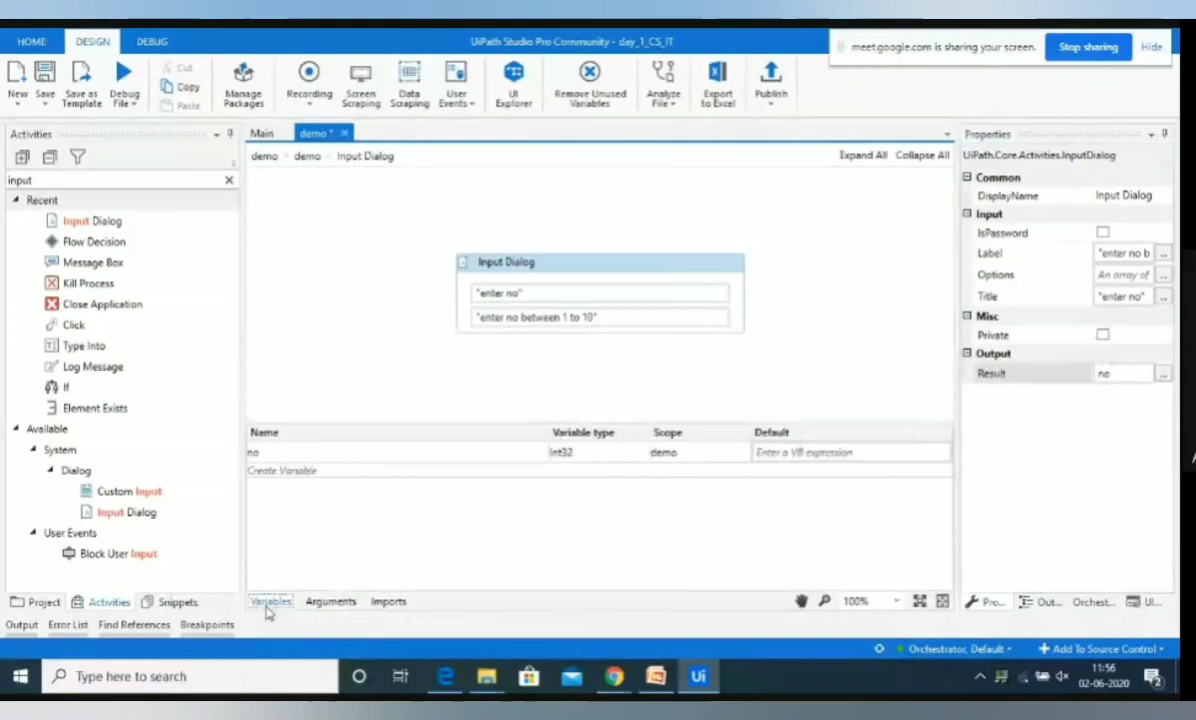 HOME DESIGN DEBUG UiPath Studio Pro Community - day_1_CS_IT meet.google.com is sharing your screen. Stop sharing Hide
New Save Save as Template Debug File Cut Copy Paste Manage Packages Recording Screen Scraping Data Scraping User Events UI Explorer Remove Unused Variables Analyze File Export to Excel Publish
Activities
input
Recent
Input Dialog
Flow Decision
Message Box
Kill Process
Close Application
Click
Type Into
Log Message
If
Element Exists
Available
System
Dialog
Custom Input
Input Dialog
User Events
Block User Input
Project Activities Snippets
Main demo *
demo demo Input Dialog Expand All Collapse All
Input Dialog
"enter no"
"enter no between 1 to 10"
Name Variable type Scope Default
no Int32 demo Enter a VB expression
Create Variable
Variables Arguments Imports 100%
Properties
UiPath.Core.Activities.InputDialog
Common
DisplayName Input Dialog
Input
IsPassword
Label "enter no b ...
Options An array of ...
Title "enter no" ...
Misc
Private
Output
Result no ...
Pro... Out... Orchest... UI...
Output Error List Find References Breakpoints
Orchestrator, Default Add To Source Control
Type here to search Ui 11:56
02-06-2020 2